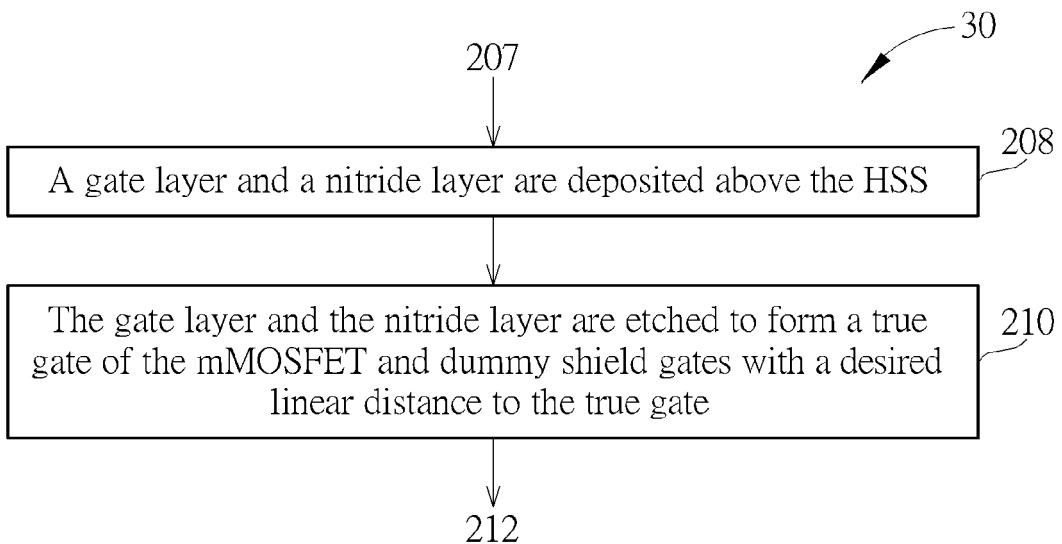 30
207
208
A gate layer and a nitride layer are deposited above the HSS
The gate layer and the nitride layer are etched to form a true
gate of the mMOSFET and dummy shield gates with a desired
linear distance to the true gate
210
212